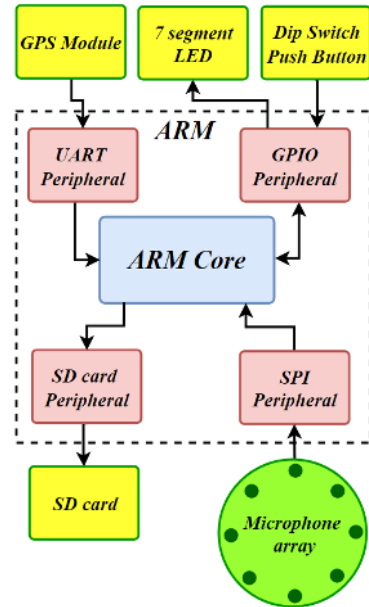 GPS Module
7 segment
LED
Dip Switch
Push Button
ARM
UART
Peripheral
GPIO
Peripheral
ARM Core
SD card
Peripheral
SPI
Peripheral
SD card
Microphone
array